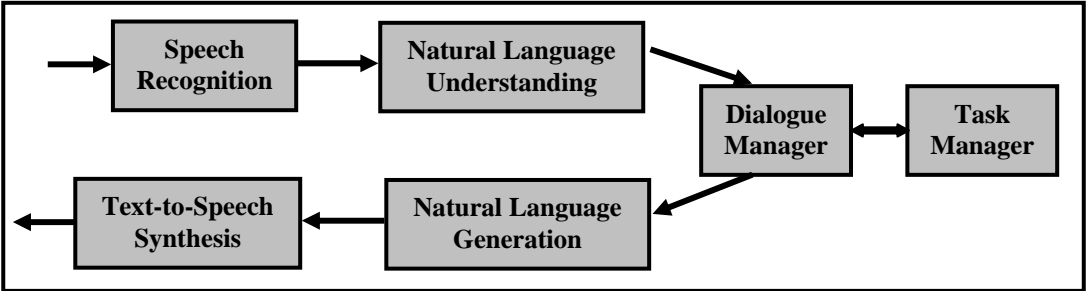 Speech
Recognition
Natural Language
Understanding
Dialogue
Manager
Task
Manager
Text-to-Speech
Synthesis
Natural Language
Generation